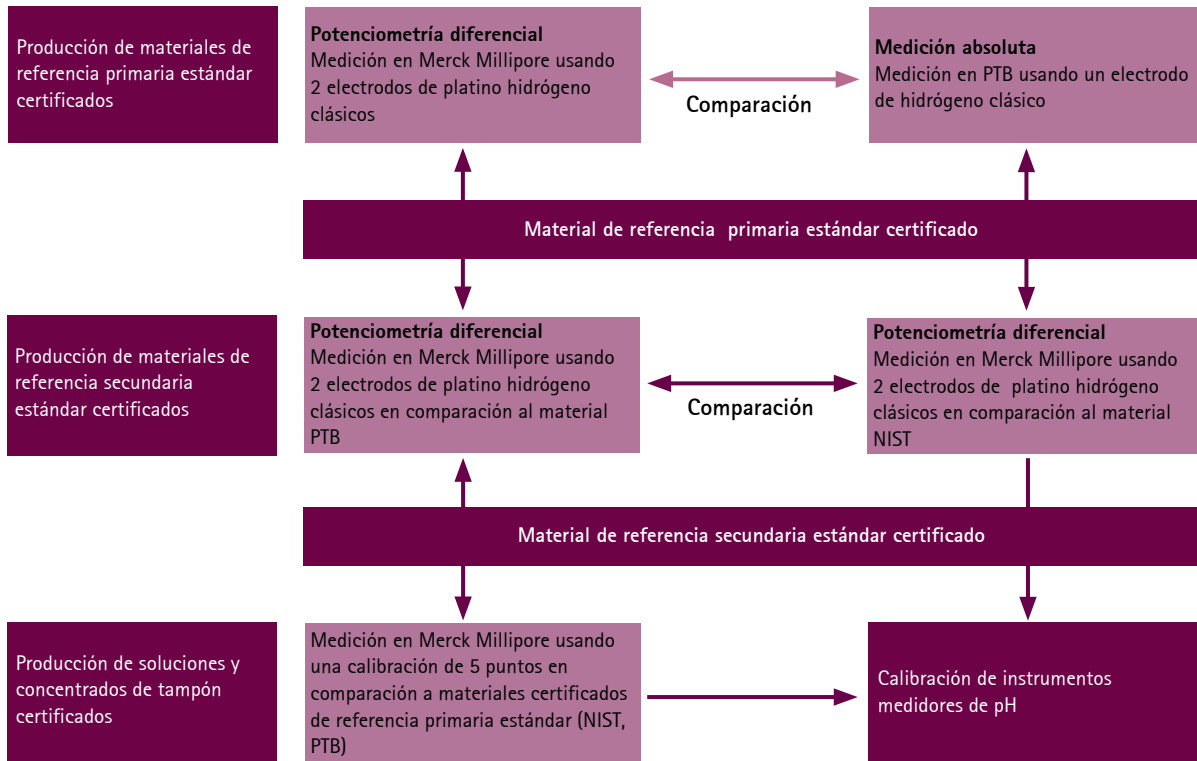 Producción de materiales de
referencia primaria estándar
certificados
Potenciometría diferencial
Medición en Merck Millipore usando
2 electrodos de platino hidrógeno
clásicos
Comparación
Medición absoluta
Medición en PTB usando un electrodo
de hidrógeno clásico
Material de referencia primaria estándar certificado
Producción de materiales de
referencia secundaria
estándar certificados
Potenciometría diferencial
Medición en Merck Millipore usando
2 electrodos de platino hidrógeno
clásicos en comparación al material
PTB
Comparación
Potenciometría diferencial
Medición en Merck Millipore usando
2 electrodos de platino hidrógeno
clásicos en comparación al material
NIST
Material de referencia secundaria estándar certificado
Producción de soluciones y
concentrados de tampón
certificados
Medición en Merck Millipore usando
una calibración de 5 puntos en
comparación a materiales certificados
de referencia primaria estándar (NIST,
PTB)
Calibración de instrumentos
medidores de pH